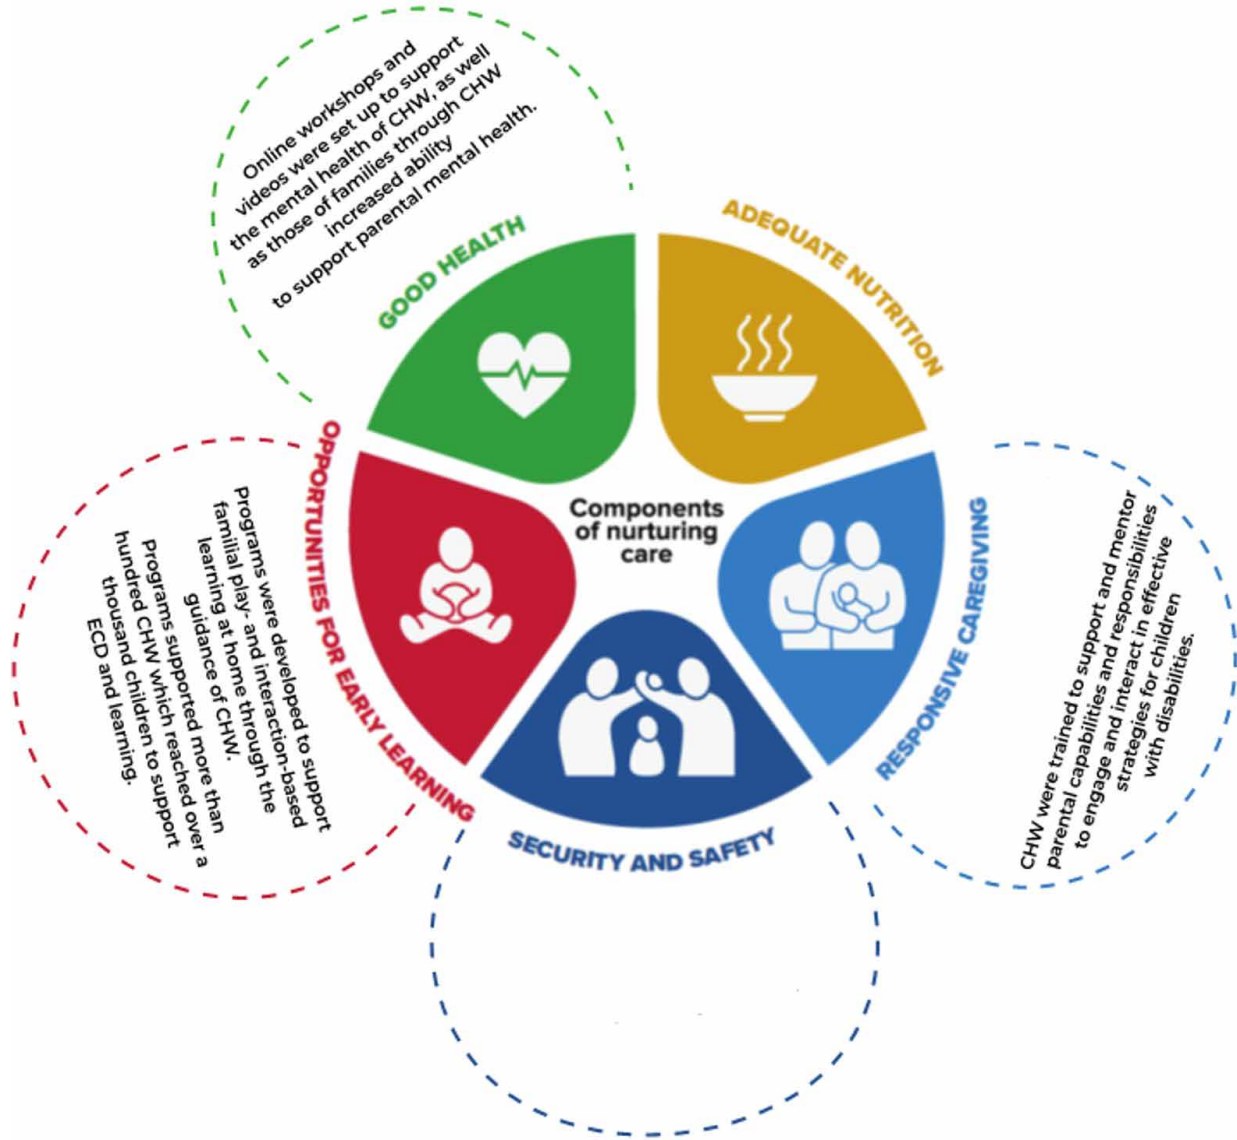 Online workshops and
videos were set up to support
the mental health of CHW, as well
as those of families through CHW
increased ability
to support parental mental health.
GOOD HEALTH
ADEQUATE NUTRITION
Components
of nurturing
care
OPPORTUNITIES FOR EARLY LEARNING
Programs were developed to support
familial play- and interaction-based
learning at home through the
guidance of CHW.
Programs supported more than
hundred CHW which reached over a
thousand children to support
ECD and learning.
RESPONSIVE CAREGIVING
CHW were trained to support and mentor
parental capabilities and responsibilities
to engage and interact in effective
strategies for children
with disabilities.
SECURITY AND SAFETY